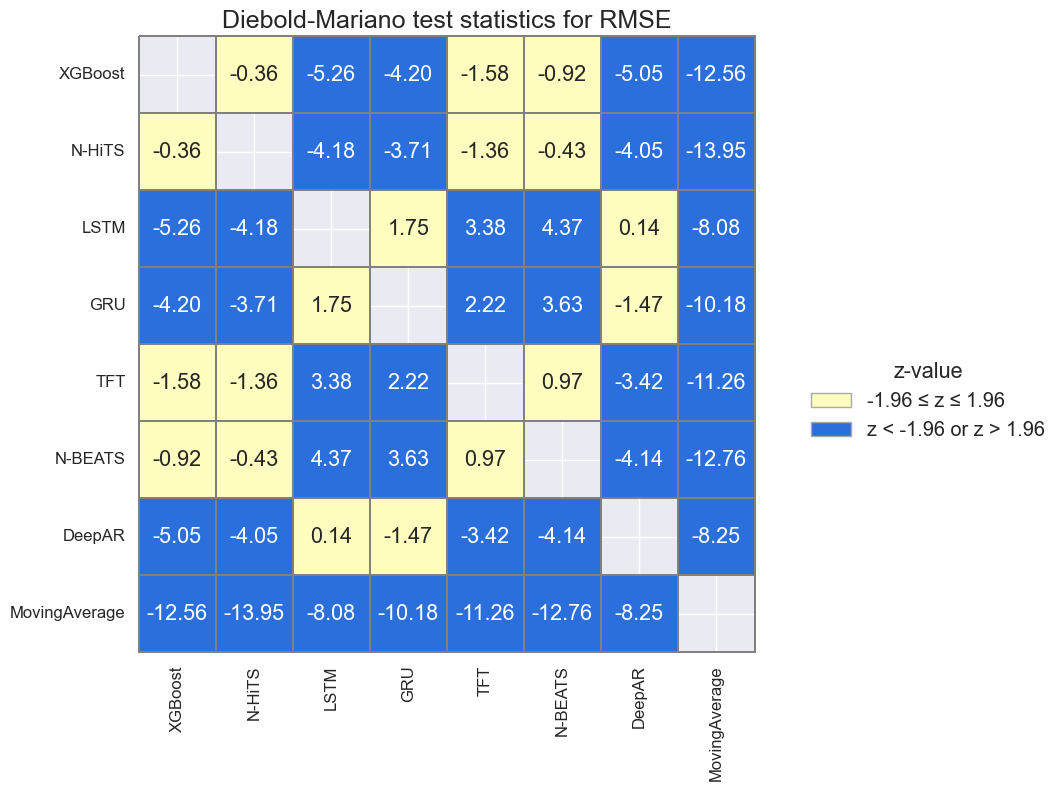 Diebold-Mariano test statistics for RMSE
XGBoost -0.36 -5.26 -4.20 -1.58 -0.92 -5.05 -12.56
N-HiTS -0.36 -4.18 -3.71 -1.36 -0.43 -4.05 -13.95
LSTM -5.26 -4.18 1.75 3.38 4.37 0.14 -8.08
GRU -4.20 -3.71 1.75 2.22 3.63 -1.47 -10.18
TFT -1.58 -1.36 3.38 2.22 0.97 -3.42 -11.26
N-BEATS -0.92 -0.43 4.37 3.63 0.97 -4.14 -12.76
DeepAR -5.05 -4.05 0.14 -1.47 -3.42 -4.14 -8.25
MovingAverage -12.56 -13.95 -8.08 -10.18 -11.26 -12.76 -8.25
XGBoost
N-HiTS
LSTM
GRU
TFT
N-BEATS
DeepAR
MovingAverage
z-value
-1.96 ≤ z ≤ 1.96
z < -1.96 or z > 1.96